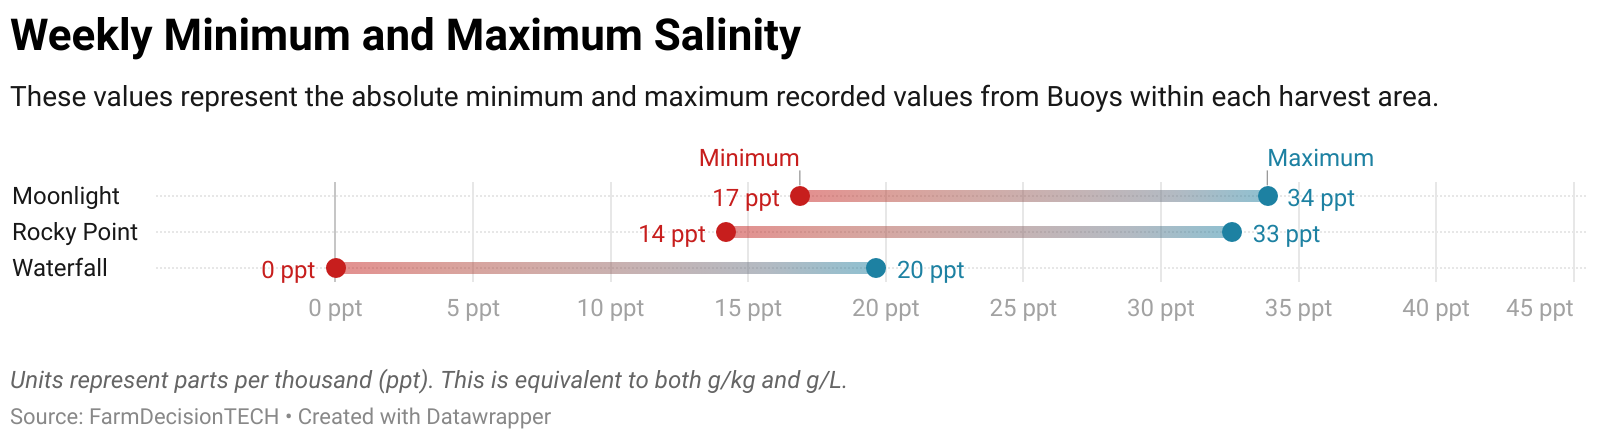 Weekly Minimum and Maximum Salinity
These values represent the absolute minimum and maximum recorded values from Buoys within each harvest area.
Minimum Maximum
Moonlight 17 ppt 34 ppt
Rocky Point 14 ppt 33 ppt
Waterfall 0 ppt 20 ppt
0 ppt 5 ppt 10 ppt 15 ppt 20 ppt 25 ppt 30 ppt 35 ppt 40 ppt 45 ppt
Units represent parts per thousand (ppt). This is equivalent to both g/kg and g/L.
Source: FarmDecisionTECH • Created with Datawrapper